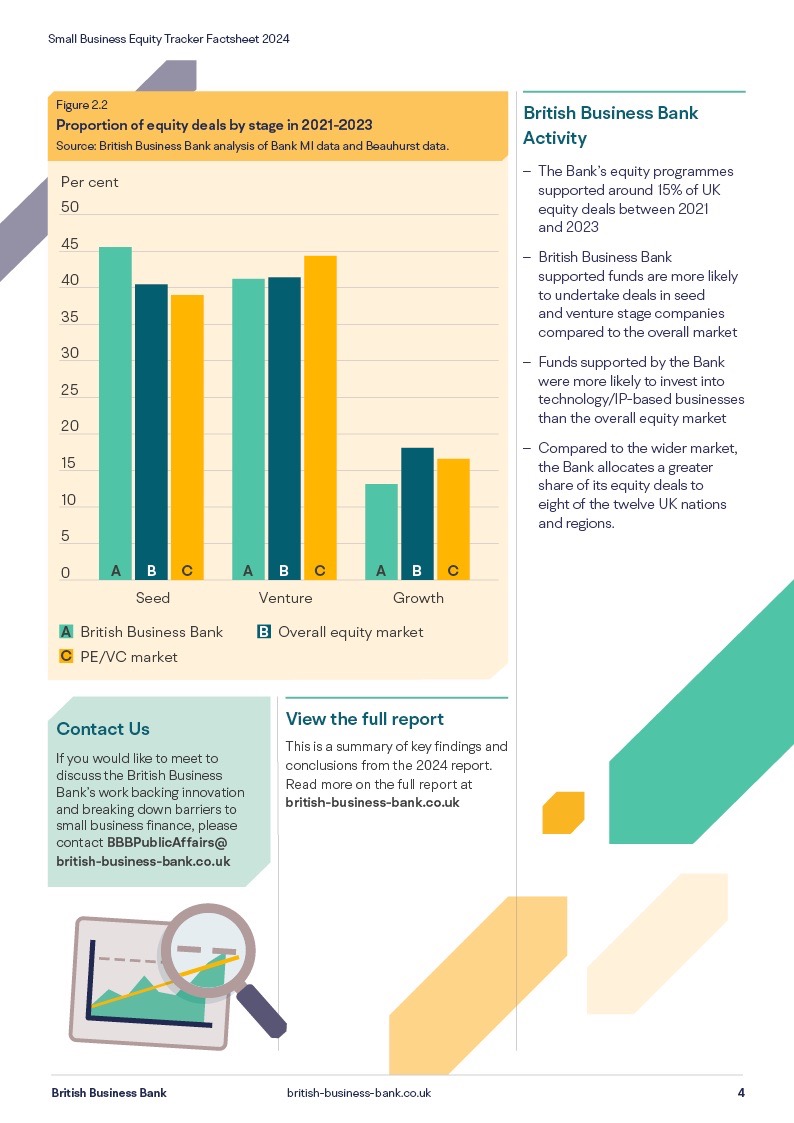 Small Business Equity Tracker Factsheet 2024
Figure 2.2
Proportion of equity deals by stage in 2021-2023
Source: British Business Bank analysis of Bank MI data and Beauhurst data.
Per cent
50
45
40
35
30
25
20
15
10
5
0
A B C A B C A B C
Seed Venture Growth
A British Business Bank B Overall equity market
C PE/VC market
British Business Bank
Activity
– The Bank's equity programmes
supported around 15% of UK
equity deals between 2021
and 2023
– British Business Bank
supported funds are more likely
to undertake deals in seed
and venture stage companies
compared to the overall market
– Funds supported by the Bank
were more likely to invest into
technology/IP-based businesses
than the overall equity market
– Compared to the wider market,
the Bank allocates a greater
share of its equity deals to
eight of the twelve UK nations
and regions.
Contact Us
If you would like to meet to
discuss the British Business
Bank's work backing innovation
and breaking down barriers to
small business finance, please
contact BBBPublicAffairs@
british-business-bank.co.uk
View the full report
This is a summary of key findings and
conclusions from the 2024 report.
Read more on the full report at
british-business-bank.co.uk
British Business Bank british-business-bank.co.uk 4